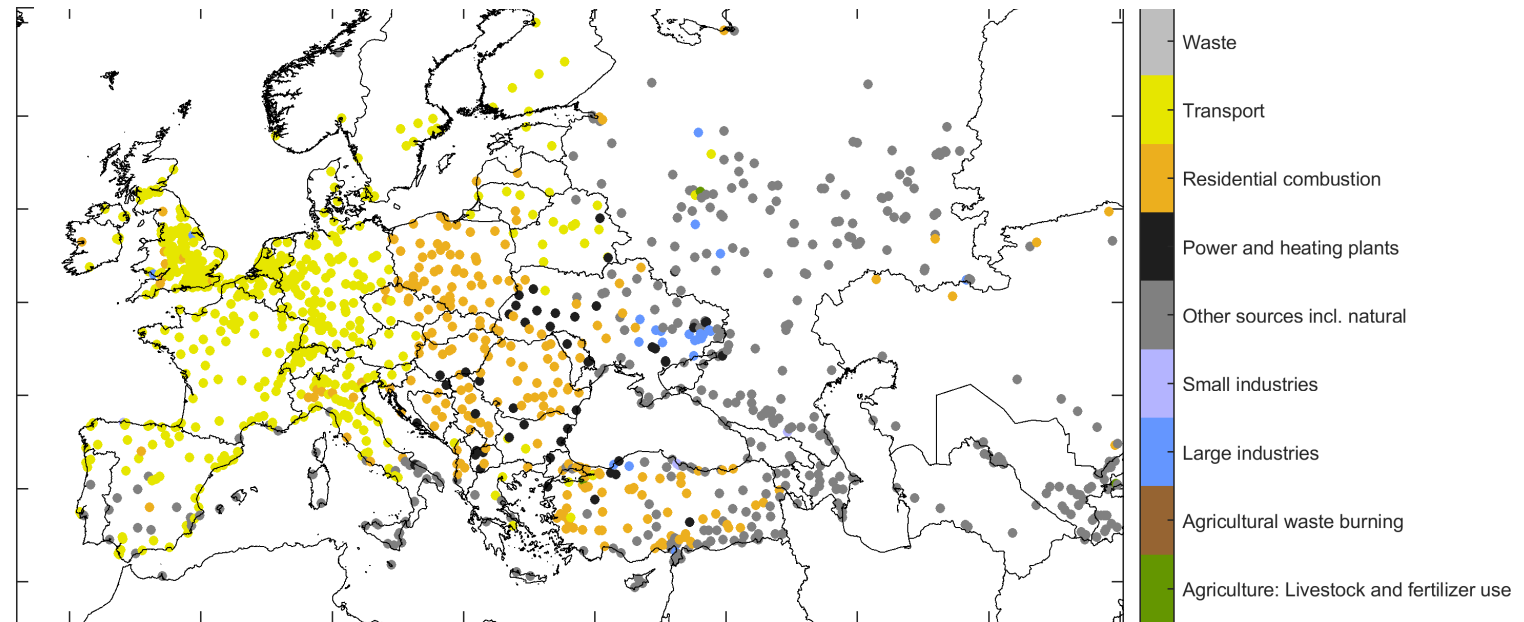 Waste
Transport
Residential combustion
Power and heating plants
Other sources incl. natural
Small industries
Large industries
Agricultural waste burning
Agriculture: Livestock and fertilizer use